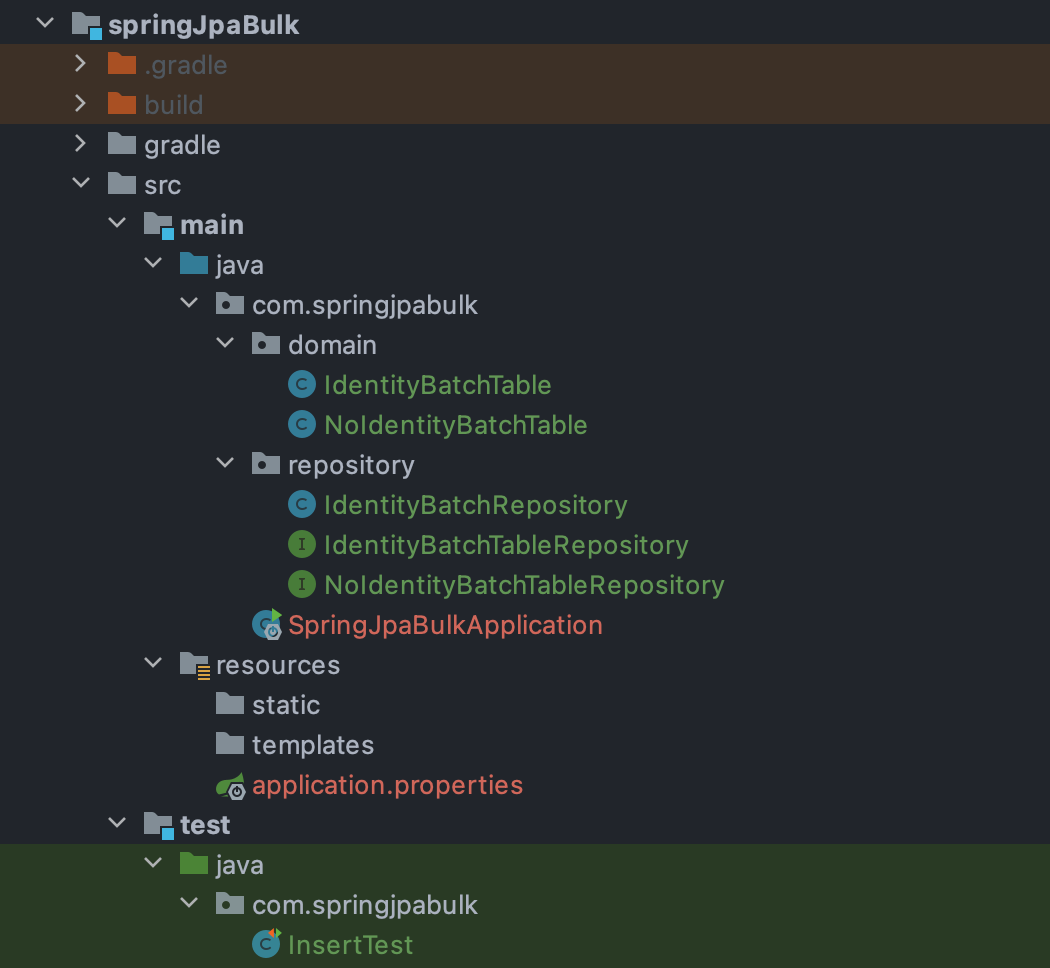 springJpaBulk
.gradle
build
gradle
src
main
java
com.springjpabulk
domain
IdentityBatchTable
NoIdentityBatchTable
repository
IdentityBatchRepository
IdentityBatchTableRepository
NoIdentityBatchTableRepository
SpringJpaBulkApplication
resources
static
templates
application.properties
test
java
com.springjpabulk
InsertTest